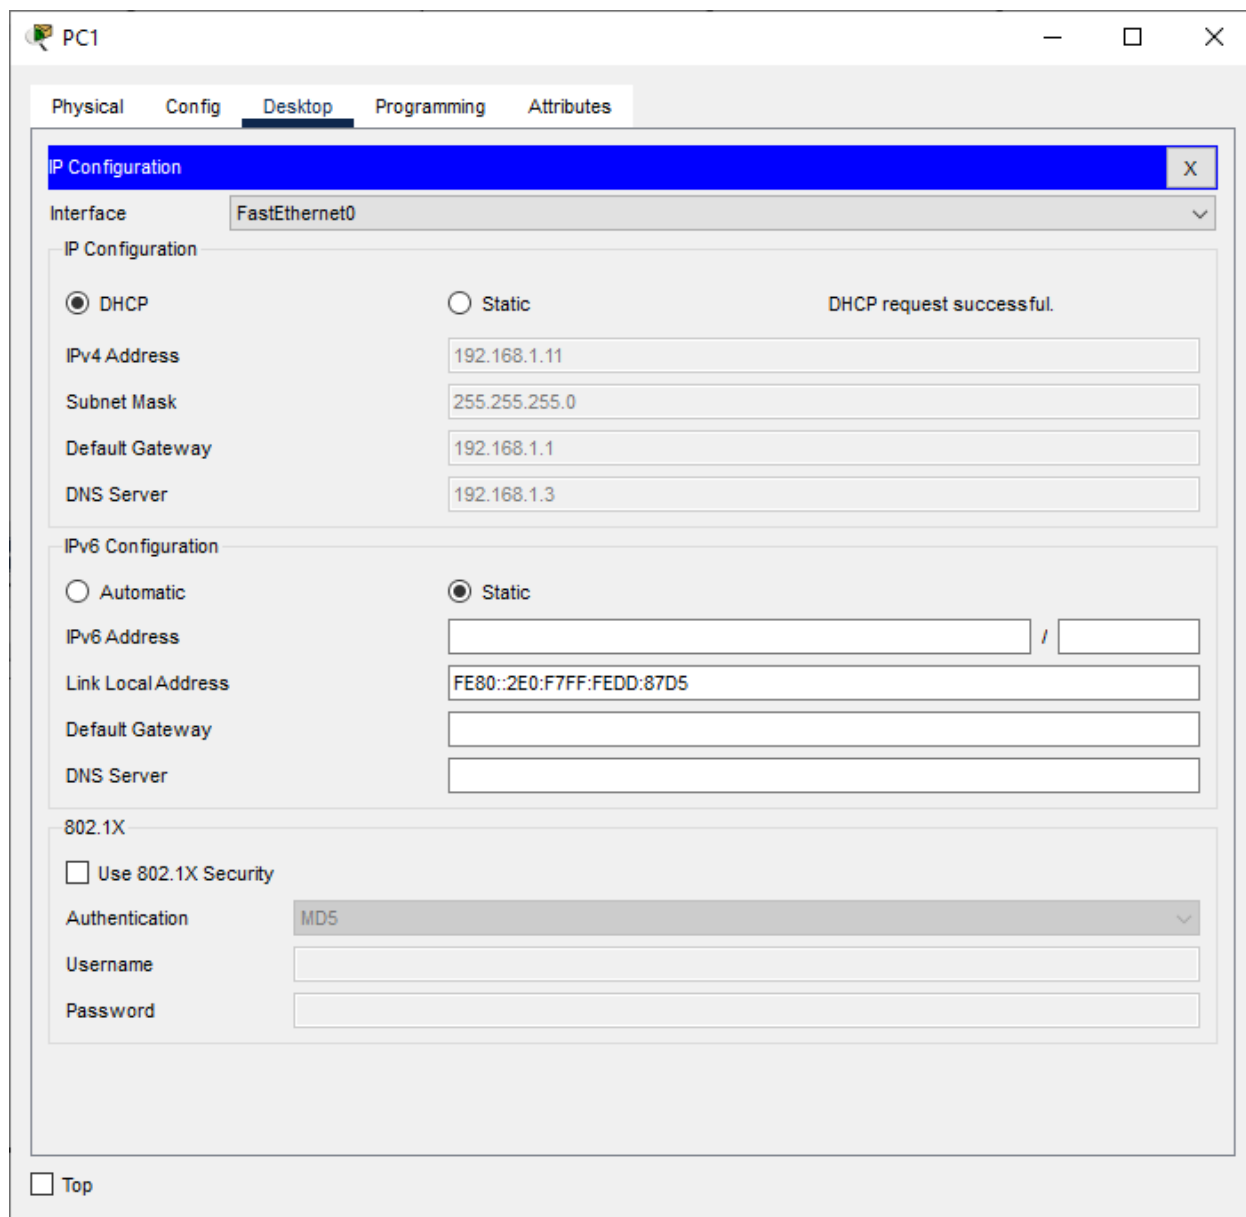 PC1
Physical Config Desktop Programming Attributes
IP Configuration X
Interface FastEthernet0
IP Configuration
DHCP Static DHCP request successful.
IPv4 Address 192.168.1.11
Subnet Mask 255.255.255.0
Default Gateway 192.168.1.1
DNS Server 192.168.1.3
IPv6 Configuration
Automatic Static
IPv6 Address /
Link Local Address FE80::2E0:F7FF:FEDD:87D5
Default Gateway
DNS Server
802.1X
Use 802.1X Security
Authentication MD5
Username
Password
Top